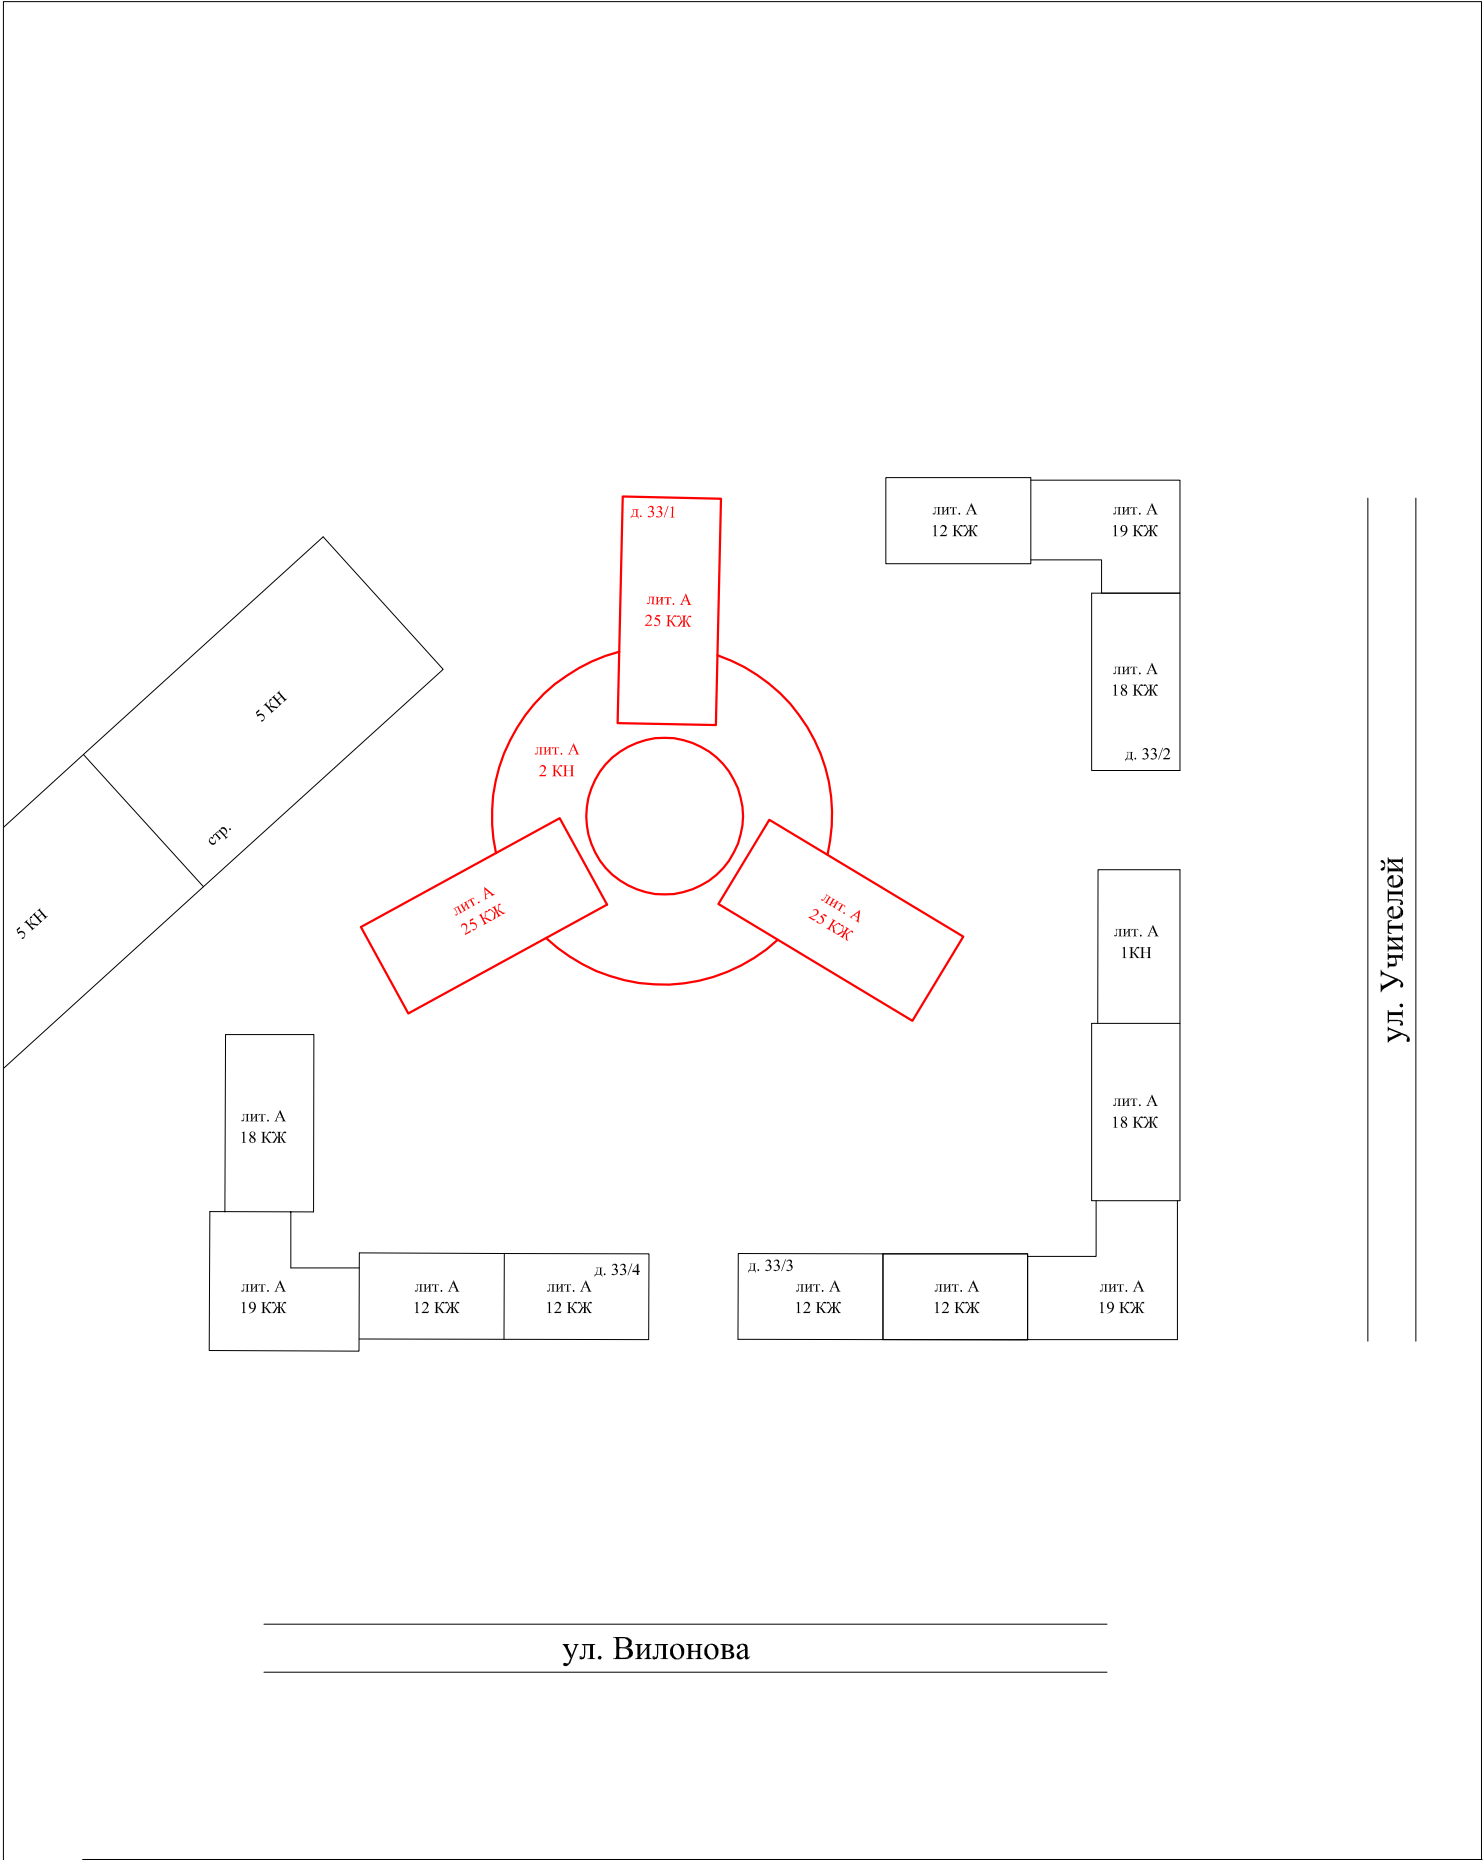 лит. А
12 КЖ
лит. А
19 КЖ
д. 33/1
лит. А
25 КЖ
лит. А
18 КЖ
д. 33/2
5 КН
стр.
5 КН
лит. А
2 КН
лит. А
25 КЖ
лит. А
25 КЖ
лит. А
1КН
ул. Учителей
лит. А
18 КЖ
лит. А
18 КЖ
лит. А
19 КЖ
лит. А
12 КЖ
д. 33/4
лит. А
12 КЖ
д. 33/3
лит. А
12 КЖ
лит. А
12 КЖ
лит. А
19 КЖ
ул. Вилонова